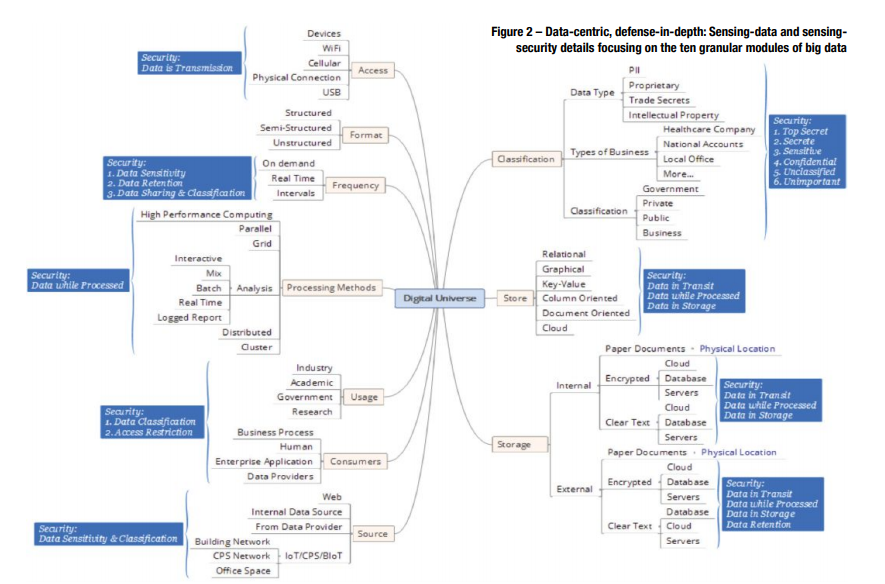 Figure 2 – Data-centric, defense-in-depth: Sensing-data and sensing-
security details focusing on the ten granular modules of big data
Digital Universe
Access
Devices
WiFi
Cellular
Physical Connection
USB
Security:
Data is Transmission
Format
Structured
Semi-Structured
Unstructured
Frequency
On demand
Real Time
Intervals
Security:
1. Data Sensitivity
2. Data Retention
3. Data Sharing & Classification
Processing Methods
High Performance Computing
Parallel
Grid
Analysis
Interactive
Mix
Batch
Real Time
Logged Report
Distributed
Cluster
Security:
Data while Processed
Usage
Industry
Academic
Government
Research
Consumers
Business Process
Human
Enterprise Application
Data Providers
Security:
1. Data Classification
2. Access Restriction
Source
Web
Internal Data Source
From Data Provider
IoT/CPS/BIoT
Building Network
CPS Network
Office Space
Security:
Data Sensitivity & Classification
Classification
Data Type
PII
Proprietary
Trade Secrets
Intellectual Property
Types of Business
Healthcare Company
National Accounts
Local Office
More...
Classification
Government
Private
Public
Business
Security:
1. Top Secret
2. Secrete
3. Sensitive
4. Confidential
5. Unclassified
6. Unimportant
Store
Relational
Graphical
Key-Value
Column Oriented
Document Oriented
Cloud
Security:
Data in Transit
Data while Processed
Data in Storage
Storage
Internal
Paper Documents
Physical Location
Encrypted
Cloud
Database
Servers
Clear Text
Cloud
Database
Servers
Security:
Data in Transit
Data while Processed
Data in Storage
External
Paper Documents
Physical Location
Encrypted
Cloud
Database
Servers
Clear Text
Database
Cloud
Servers
Security:
Data in Transit
Data while Processed
Data in Storage
Data Retention